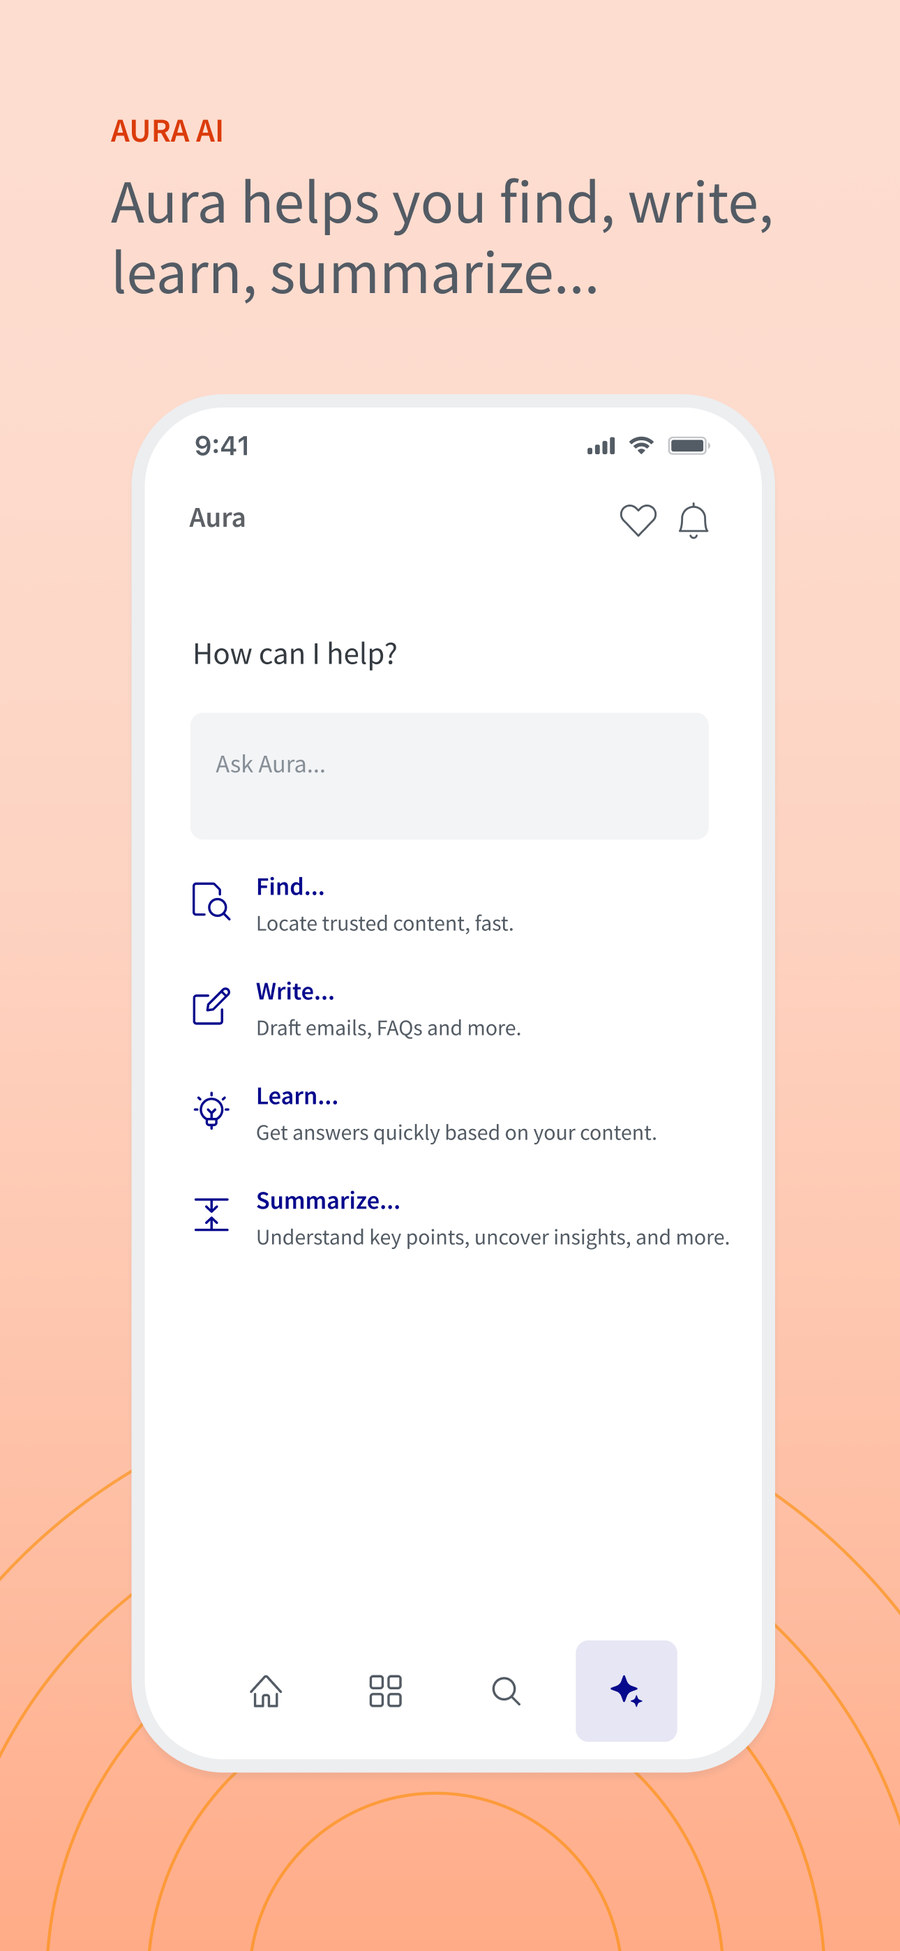 AURA AI
Aura helps you find, write,
learn, summarize...
9:41
Aura
How can I help?
Ask Aura...
Find...
Locate trusted content, fast.
Write...
Draft emails, FAQs and more.
Learn...
Get answers quickly based on your content.
Summarize...
Understand key points, uncover insights, and more.